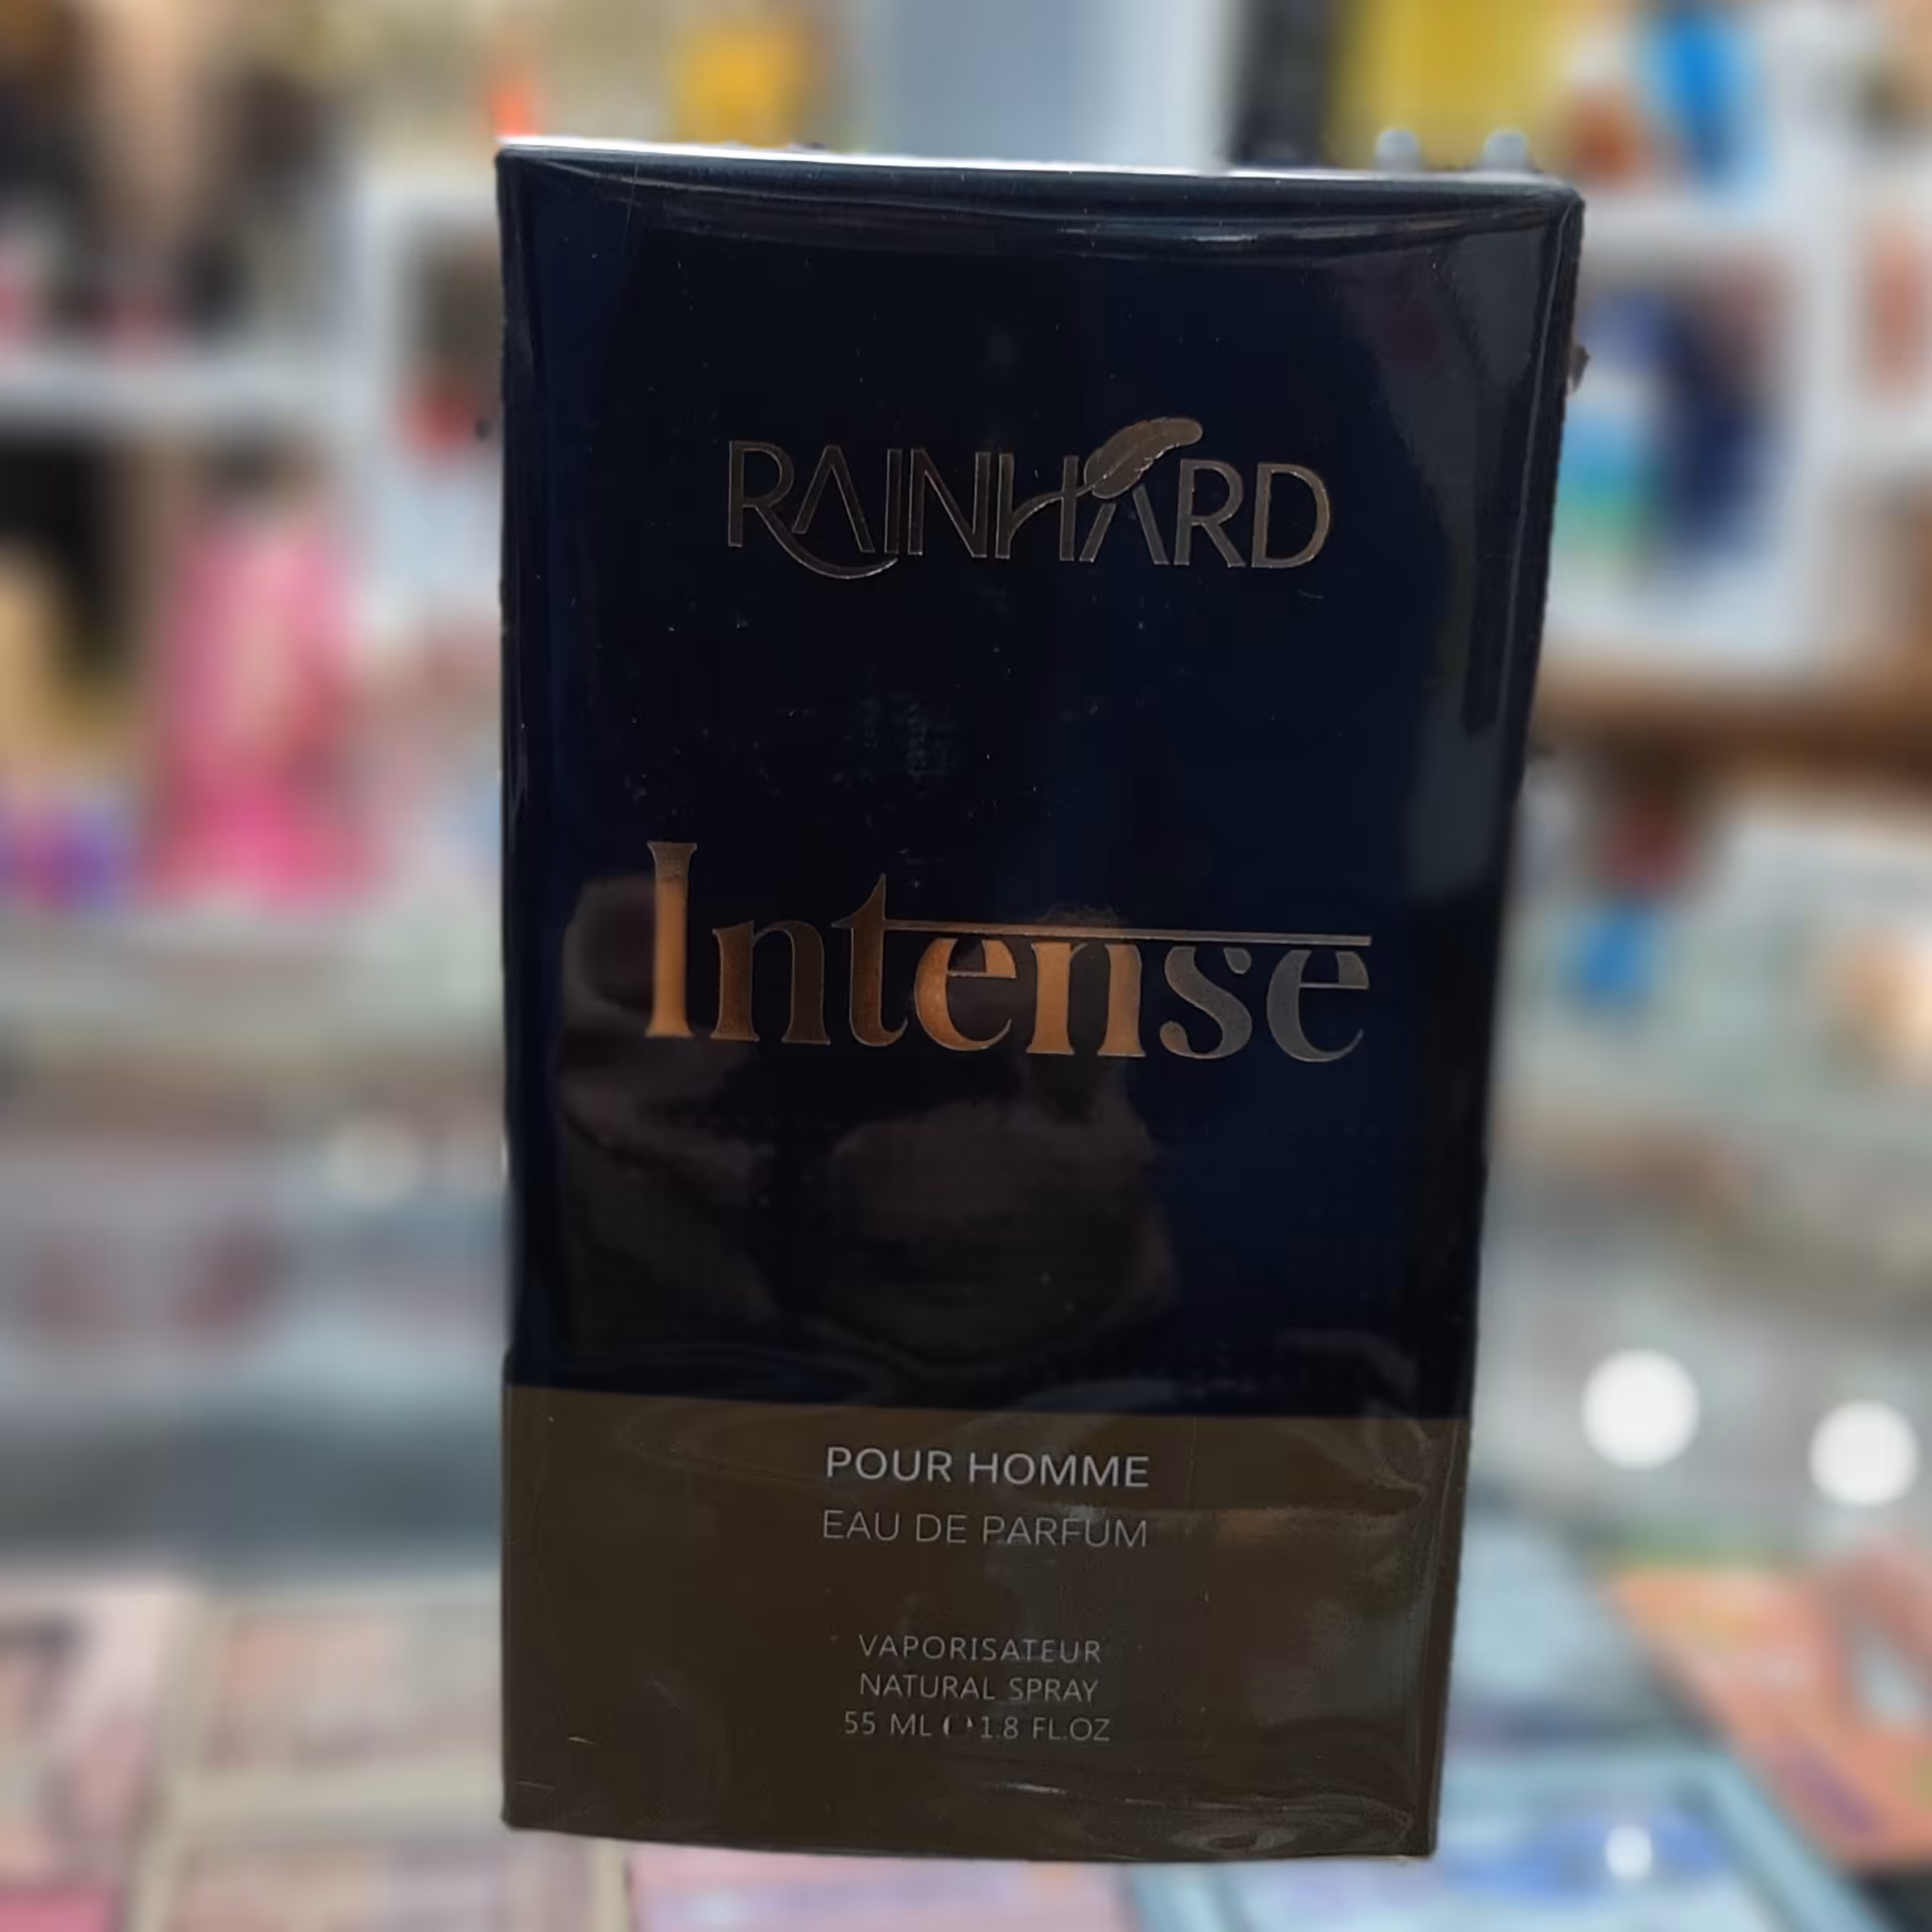 RAINHARD
Intense
POUR HOMME
EAU DE PARFUM
VAPORISATEUR
NATURAL SPRAY
55 ML e 1.8 FL.OZ